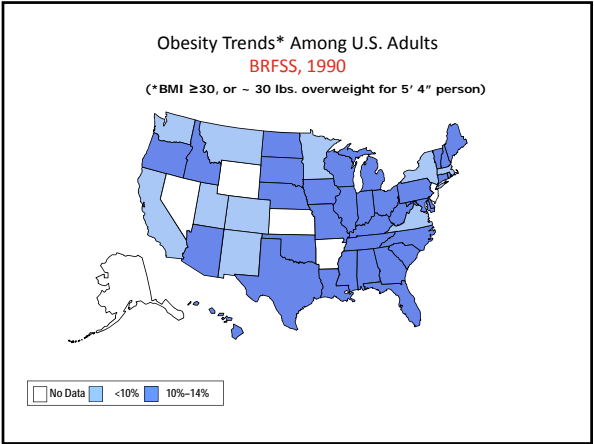 Obesity Trends* Among U.S. Adults
BRFSS, 1990
(*BMI ≥30, or ~ 30 lbs. overweight for 5’ 4” person)
No Data <10% 10%–14%